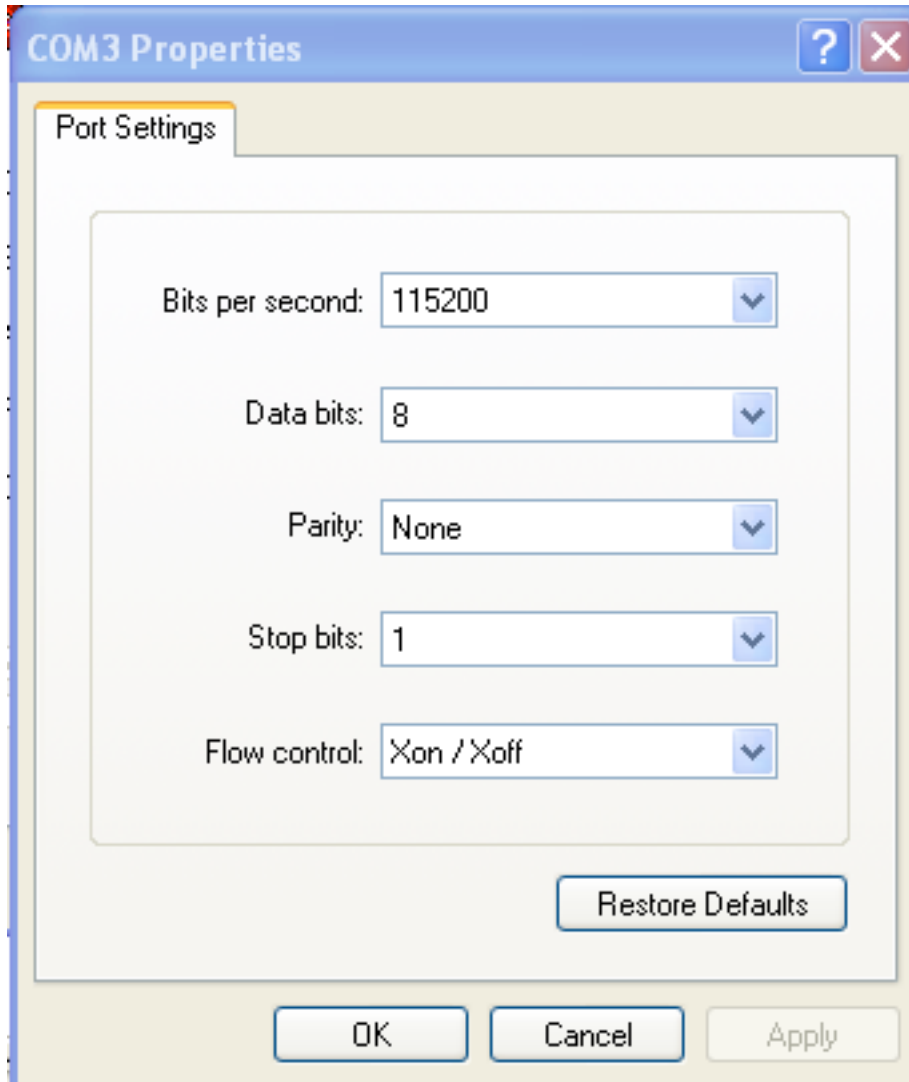 COM3 Properties
Port Settings
Bits per second: 115200
Data bits: 8
Parity: None
Stop bits: 1
Flow control: Xon / Xoff
Restore Defaults
OK Cancel Apply